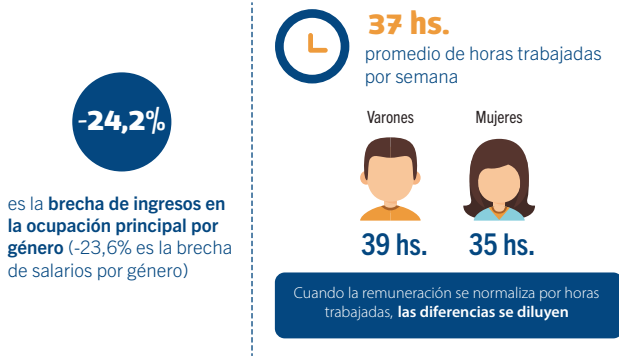 -24,2%
es la brecha de ingresos en
la ocupación principal por
género (-23,6% es la brecha
de salarios por género)
37 hs.
promedio de horas trabajadas
por semana
Varones
Mujeres
39 hs.
35 hs.
Cuando la remuneración se normaliza por horas
trabajadas, las diferencias se diluyen